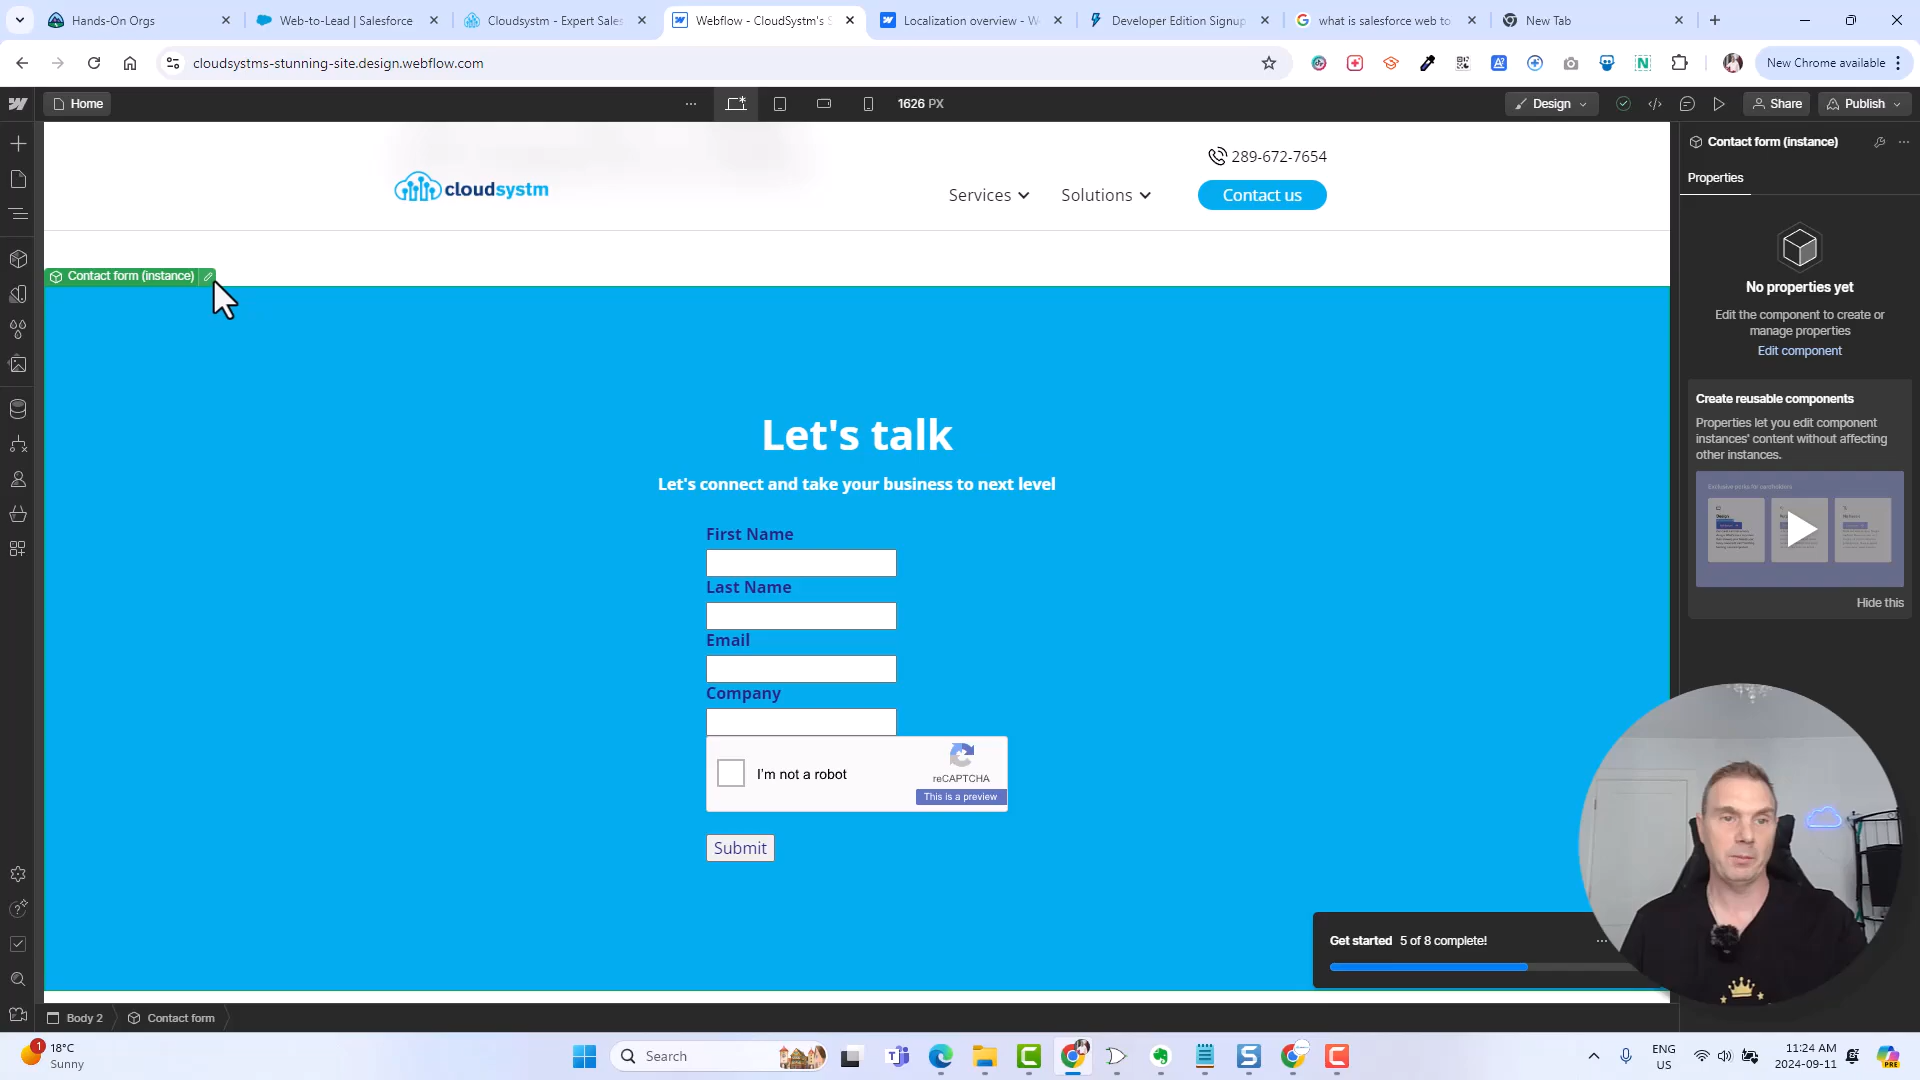 Hands-On Orgs
Web-to-Lead | Salesforce
Cloudsystm - Expert Sales
Webflow - CloudSystm's S
Localization overview - W
Developer Edition Signup
what is salesforce web to
New Tab
cloudsystms-stunning-site.design.webflow.com
New Chrome available
Home
1626 PX
Design
Share
Publish
Contact form (instance)
Properties
No properties yet
Edit the component to create or
manage properties
Edit component
Create reusable components
Properties let you edit component
instances' content without affecting
other instances.
Hide this
289-672-7654
cloudsystm
Services
Solutions
Contact us
Contact form (instance)
Let's talk
Let's connect and take your business to next level
First Name
Last Name
Email
Company
I'm not a robot
reCAPTCHA
This is a preview
Submit
Get started 5 of 8 complete!
Body 2
Contact form
1
18°C
Sunny
Search
ENG
US
11:24 AM
2024-09-11